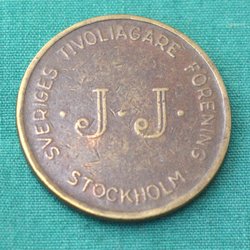 SVERIGES TIVOLIÄGARE FÖRENING
· J · J ·
STOCKHOLM